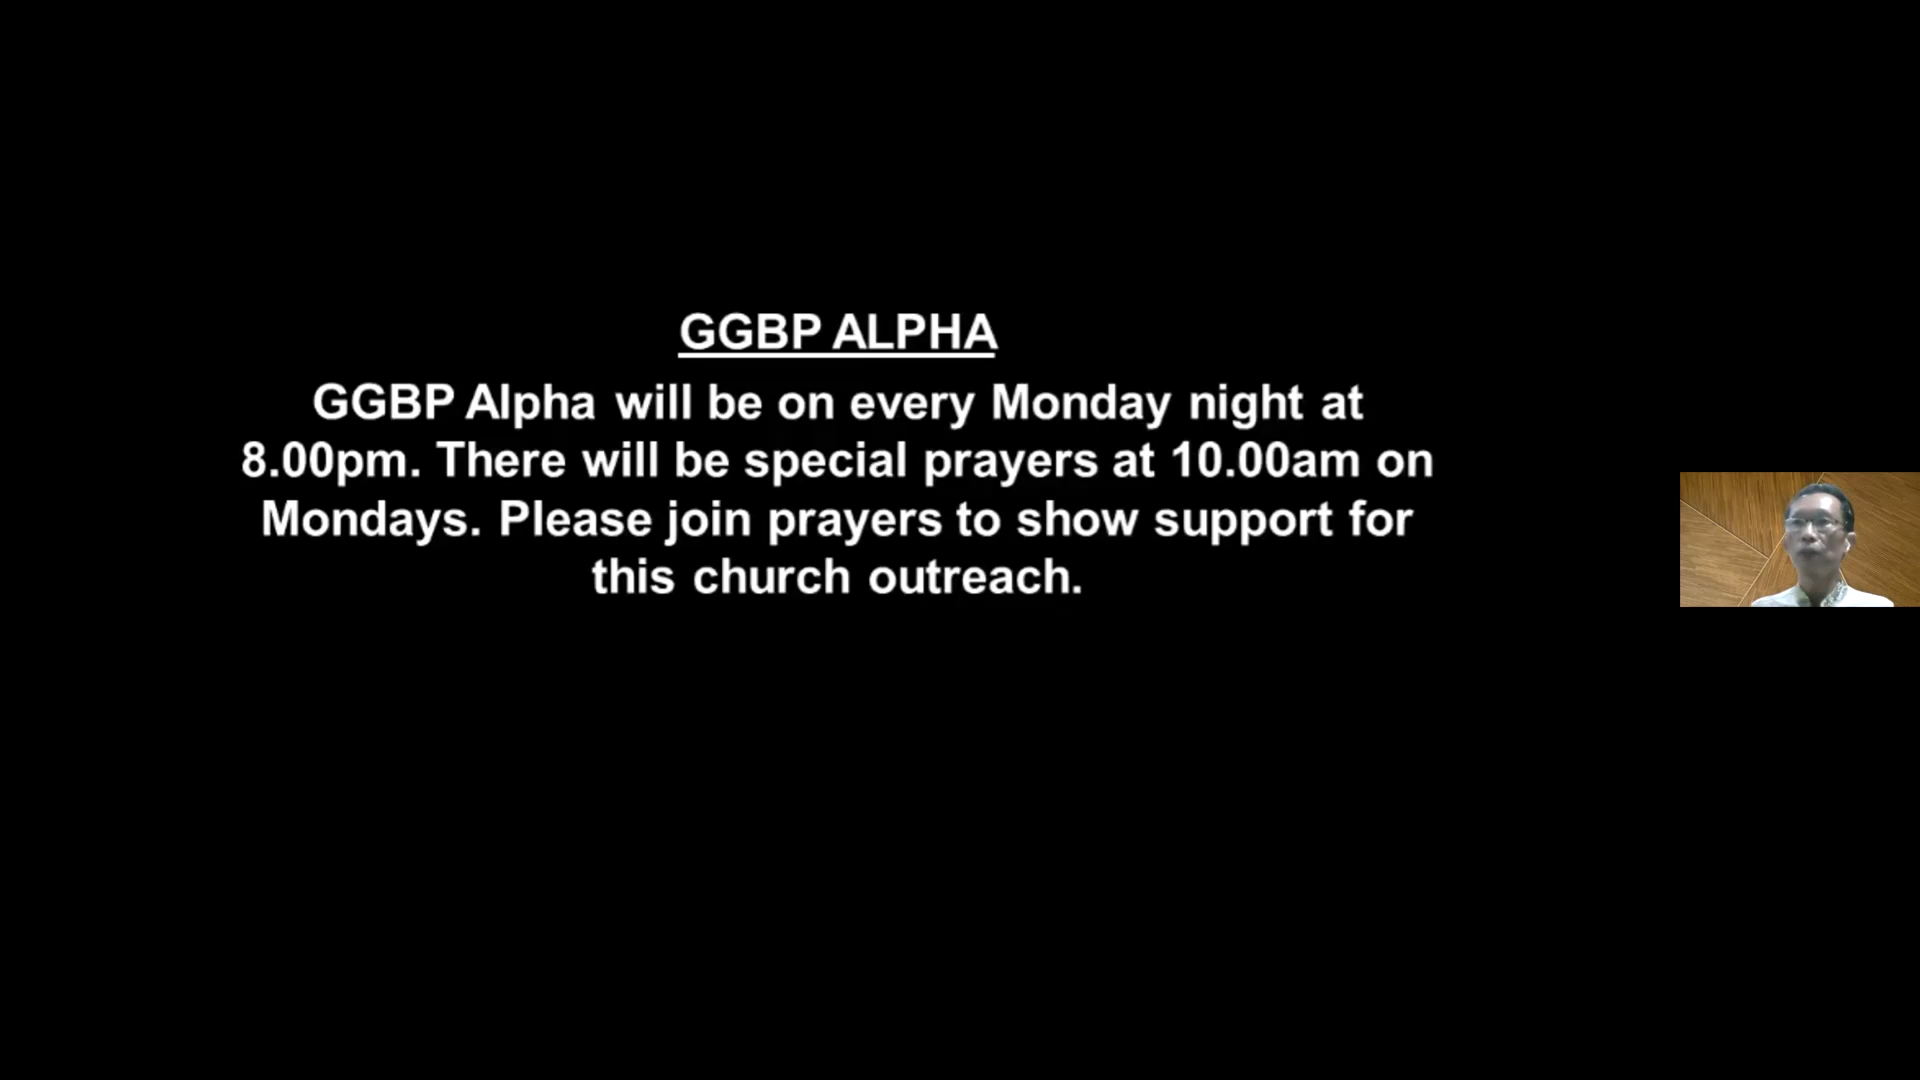 GGBP ALPHA
GGBP Alpha will be on every Monday night at
8.00pm. There will be special prayers at 10.00am on
Mondays. Please join prayers to show support for
this church outreach.